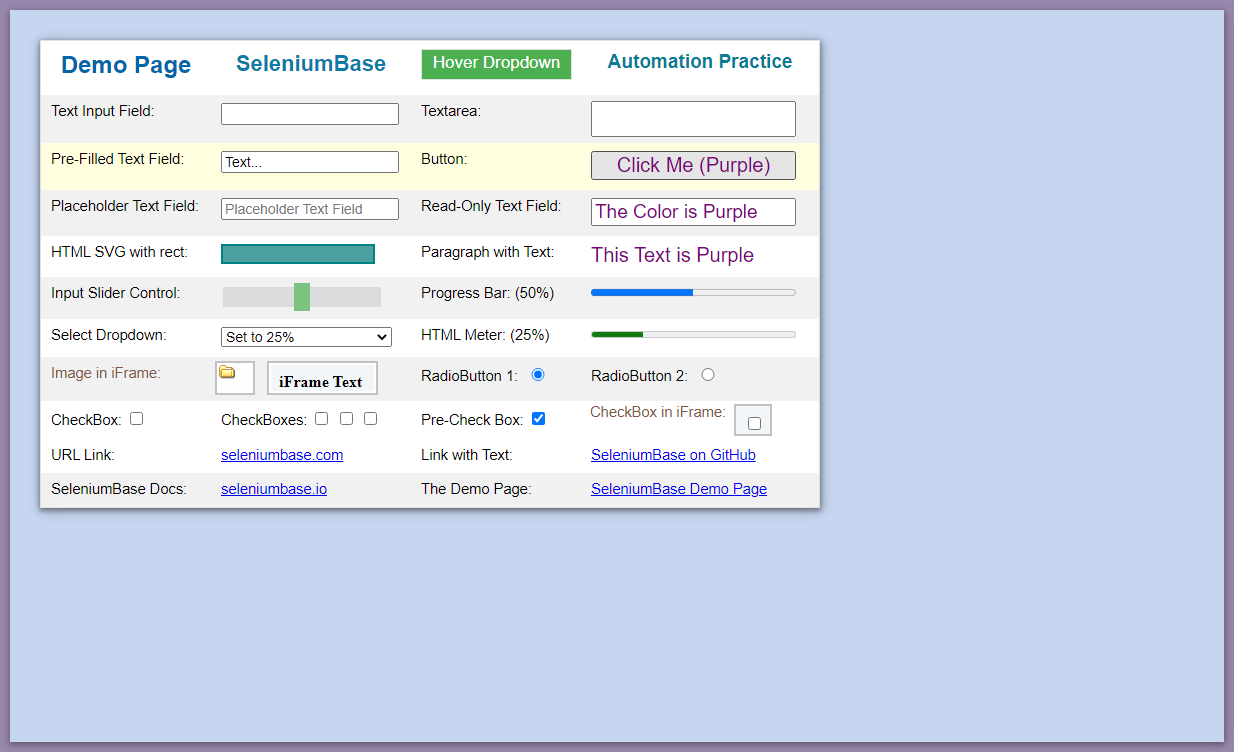 Demo Page SeleniumBase Hover Dropdown Automation Practice
Text Input Field: Textarea:
Pre-Filled Text Field: Text... Button: Click Me (Purple)
Placeholder Text Field: Placeholder Text Field Read-Only Text Field: The Color is Purple
HTML SVG with rect: Paragraph with Text: This Text is Purple
Input Slider Control: Progress Bar: (50%)
Select Dropdown: Set to 25% HTML Meter: (25%)
Image in iFrame: iFrame Text RadioButton 1: RadioButton 2:
CheckBox: CheckBoxes: Pre-Check Box: CheckBox in iFrame:
URL Link: seleniumbase.com Link with Text: SeleniumBase on GitHub
SeleniumBase Docs: seleniumbase.io The Demo Page: SeleniumBase Demo Page